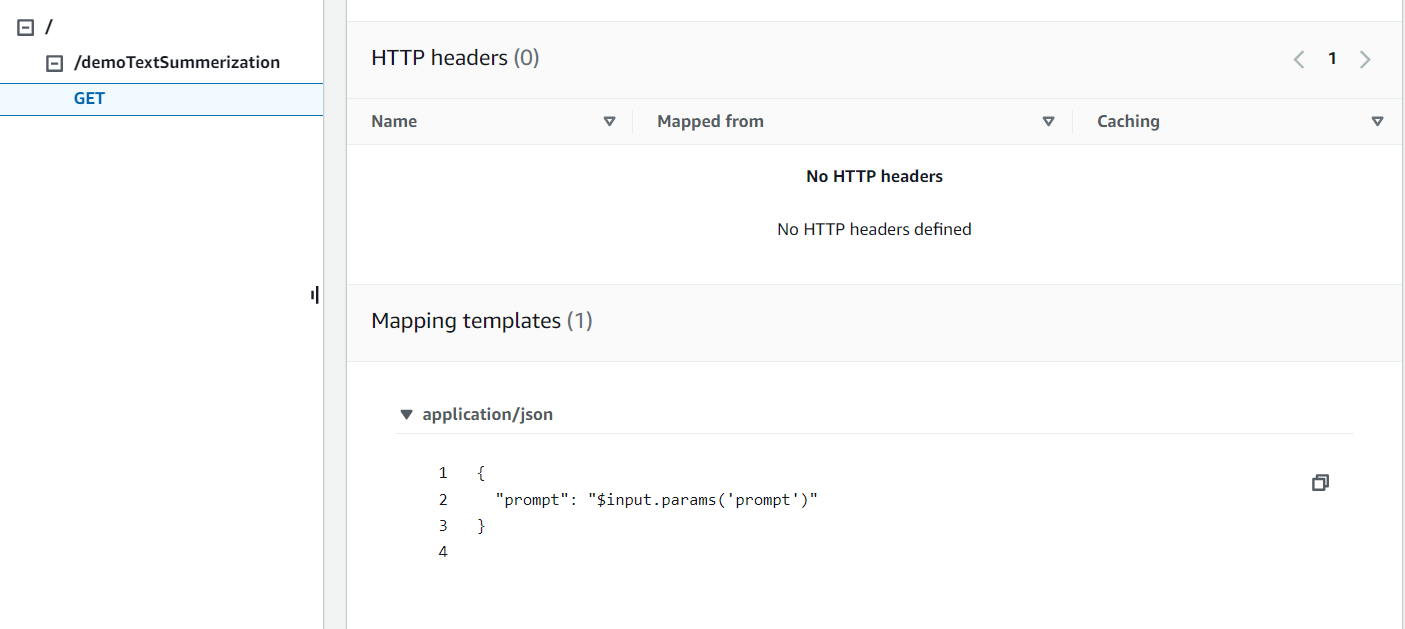 /
/demoTextSummerization
GET
HTTP headers (0)
1
Name Mapped from Caching
No HTTP headers
No HTTP headers defined
Mapping templates (1)
application/json
1 {
2 "prompt": "$input.params('prompt')"
3 }
4